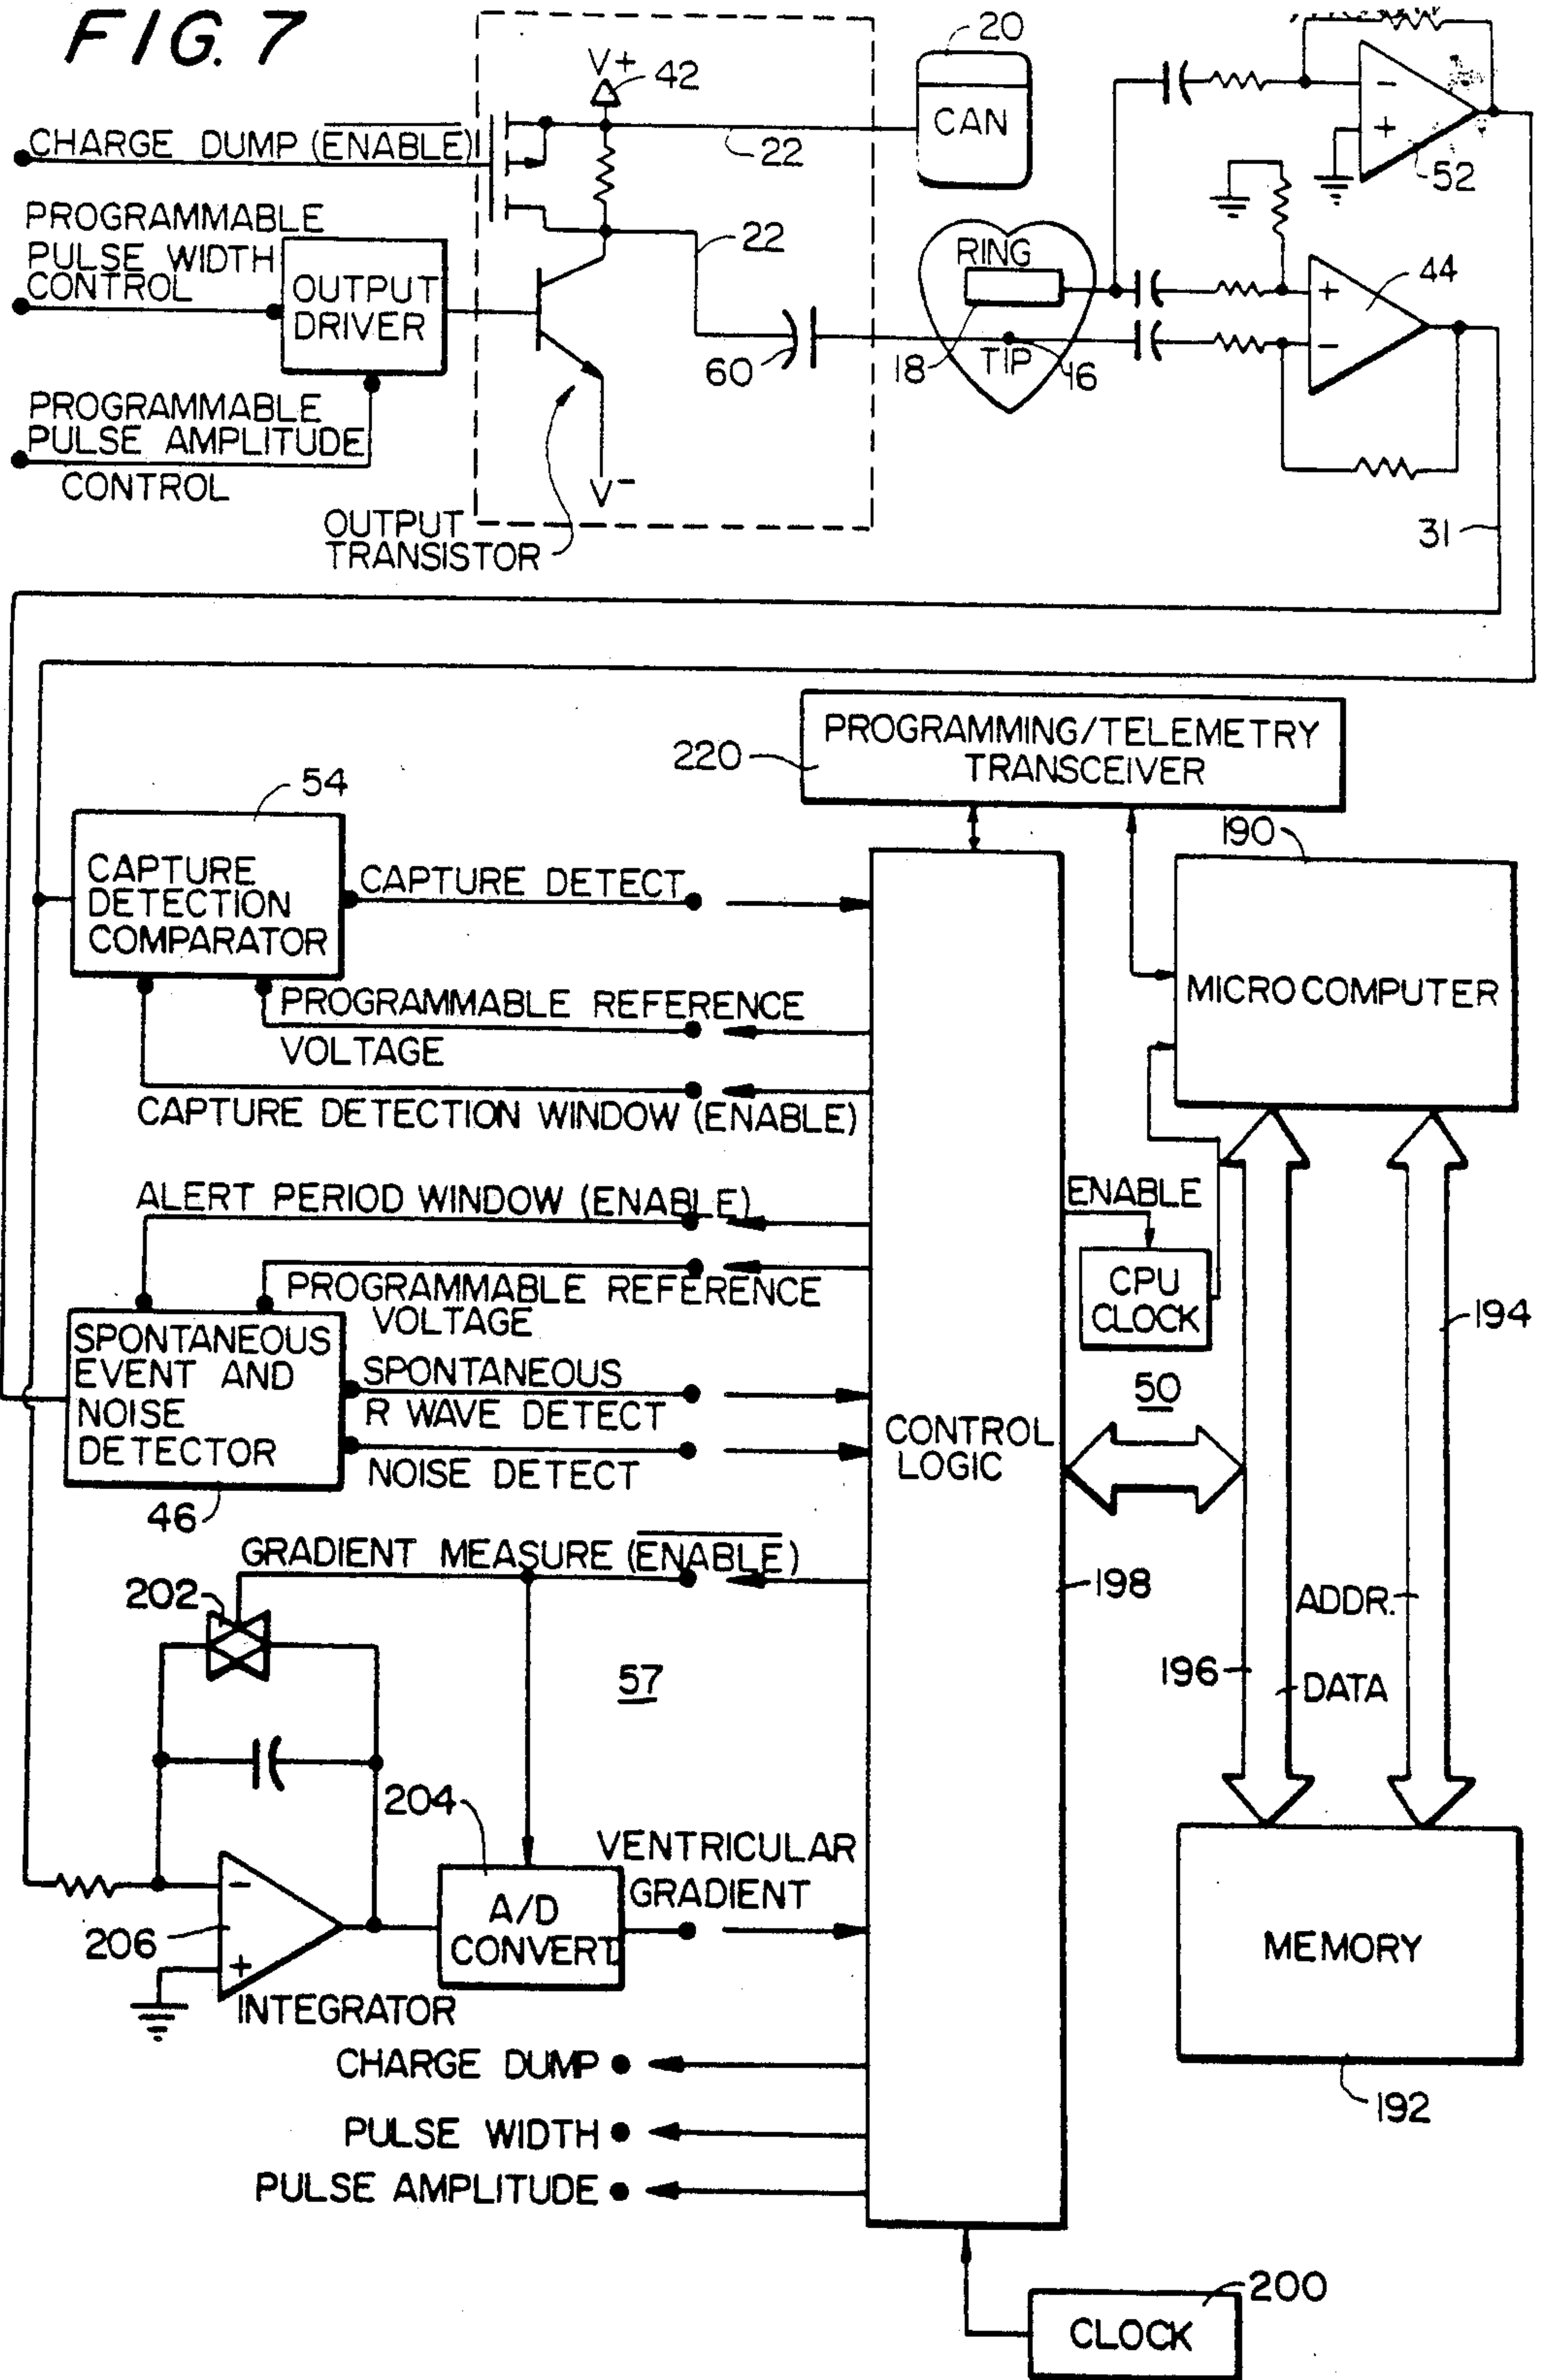 FIG. 7
V+
42
20
CAN
22
CHARGE DUMP (ENABLE)
PROGRAMMABLE
PULSE WIDTH
CONTROL
OUTPUT
DRIVER
22
60
RING
18
TIP
16
-
+
52
+
-
44
PROGRAMMABLE
PULSE AMPLITUDE
CONTROL
V-
OUTPUT
TRANSISTOR
31
PROGRAMMING/TELEMETRY
TRANSCEIVER
220
54
CAPTURE
DETECTION
COMPARATOR
CAPTURE DETECT
PROGRAMMABLE REFERENCE
VOLTAGE
CAPTURE DETECTION WINDOW (ENABLE)
190
MICROCOMPUTER
ALERT PERIOD WINDOW (ENABLE)
PROGRAMMABLE REFERENCE
VOLTAGE
ENABLE
CPU
CLOCK
194
SPONTANEOUS
EVENT AND
NOISE
DETECTOR
SPONTANEOUS
R WAVE DETECT
NOISE DETECT
46
CONTROL
LOGIC
50
GRADIENT MEASURE (ENABLE)
202
198
ADDR.
196
DATA
57
204
VENTRICULAR
GRADIENT
A/D
CONVERT
-
+
206
INTEGRATOR
MEMORY
192
CHARGE DUMP
PULSE WIDTH
PULSE AMPLITUDE
200
CLOCK